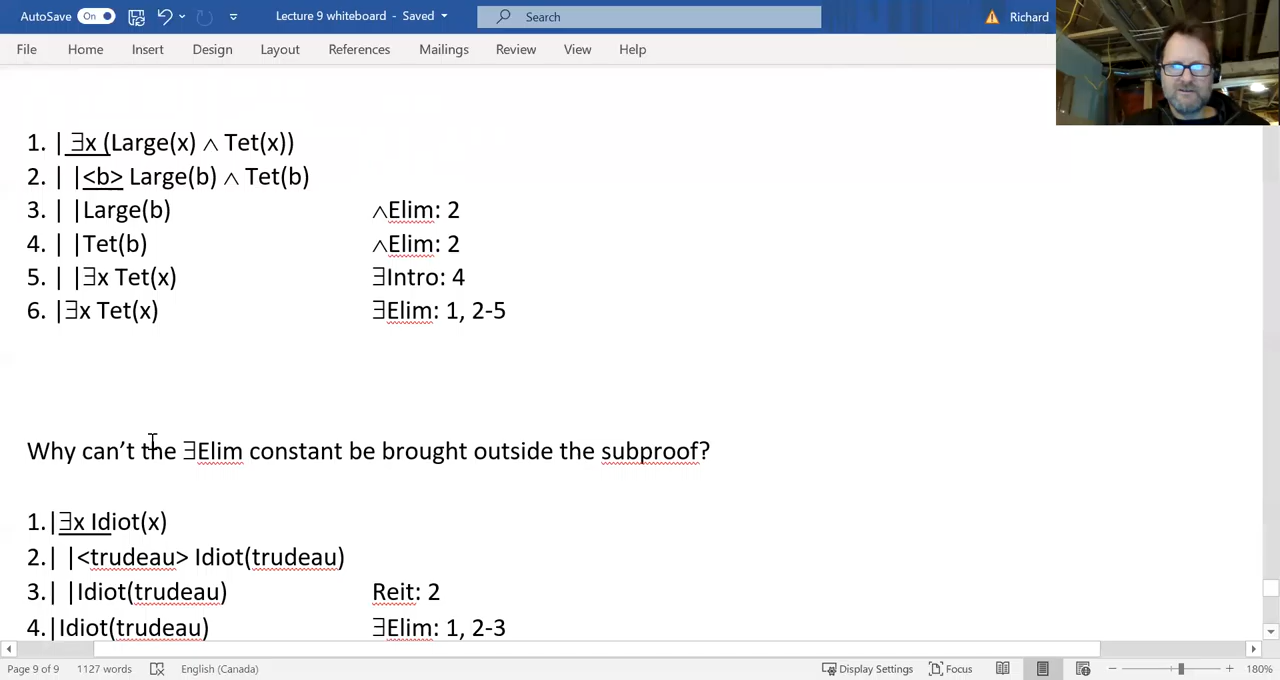 AutoSave On Lecture 9 whiteboard - Saved Search Richard
File Home Insert Design Layout References Mailings Review View Help
1. | ∃x (Large(x) ∧ Tet(x))
2. | |<b> Large(b) ∧ Tet(b)
3. | |Large(b) ∧Elim: 2
4. | |Tet(b) ∧Elim: 2
5. | |∃x Tet(x) ∃Intro: 4
6. |∃x Tet(x) ∃Elim: 1, 2-5
Why can’t the ∃Elim constant be brought outside the subproof?
1.|∃x Idiot(x)
2.| |<trudeau> Idiot(trudeau)
3.| |Idiot(trudeau) Reit: 2
4.|Idiot(trudeau) ∃Elim: 1, 2-3
Page 9 of 9 1127 words English (Canada) Display Settings Focus 180%